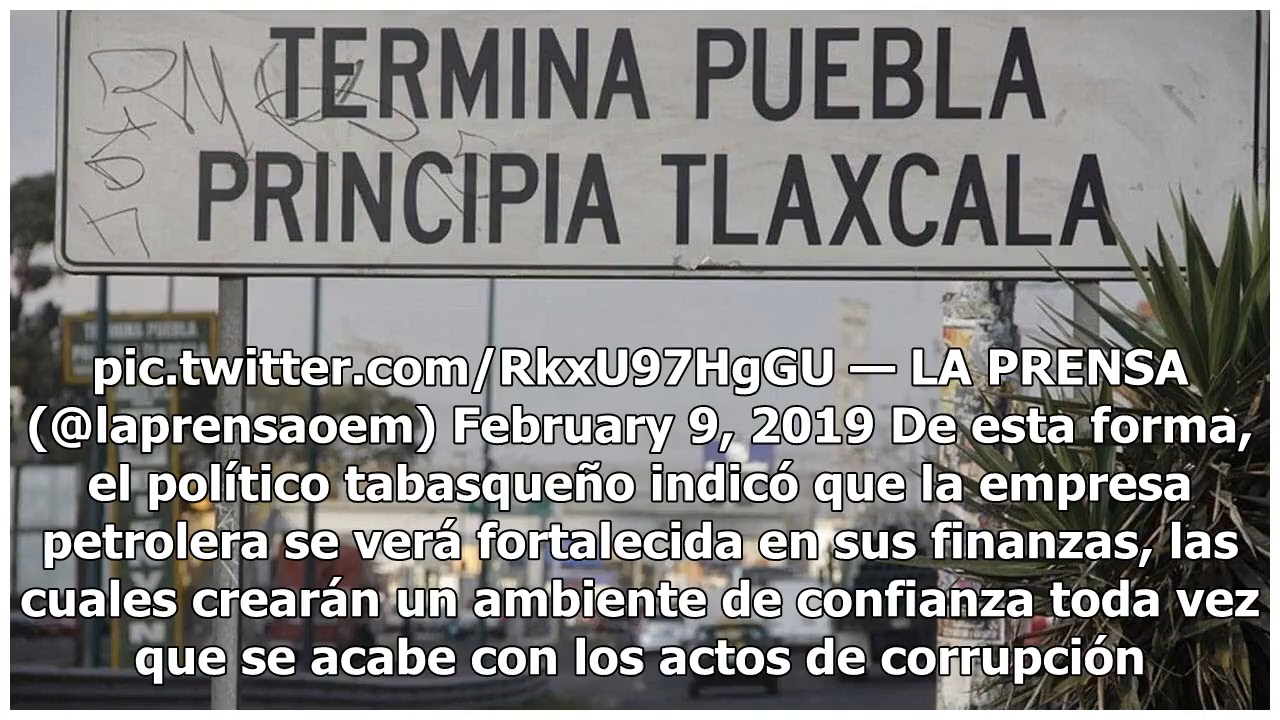 TERMINA PUEBLA
PRINCIPIA TLAXCALA
TERMINA PUEBLA
pic.twitter.com/RkxU97HgGU — LA PRENSA
(@laprensaoem) February 9, 2019 De esta forma,
el político tabasqueño indicó que la empresa
petrolera se verá fortalecida en sus finanzas, las
cuales crearán un ambiente de confianza toda vez
que se acabe con los actos de corrupción